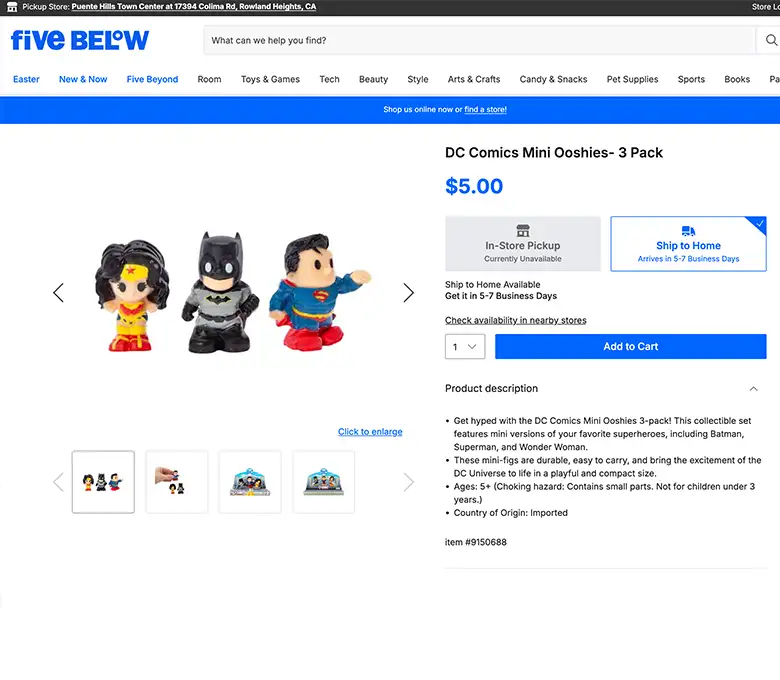 Pickup Store: Puente Hills Town Center at 17394 Colima Rd, Rowland Heights, CA
Store Lo
five BELOW
What can we help you find?
Easter New & Now Five Beyond Room Toys & Games Tech Beauty Style Arts & Crafts Candy & Snacks Pet Supplies Sports Books Pa
Shop us online now or find a store!
DC Comics Mini Ooshies- 3 Pack
$5.00
In-Store Pickup
Currently Unavailable
Ship to Home
Arrives in 5-7 Business Days
Ship to Home Available
Get it in 5-7 Business Days
Check availability in nearby stores
1
Add to Cart
Product description
• Get hyped with the DC Comics Mini Ooshies 3-pack! This collectible set
features mini versions of your favorite superheroes, including Batman,
Superman, and Wonder Woman.
• These mini-figs are durable, easy to carry, and bring the excitement of the
DC Universe to life in a playful and compact size.
• Ages: 5+ (Choking hazard: Contains small parts. Not for children under 3
years.)
• Country of Origin: Imported
item #9150688
Click to enlarge